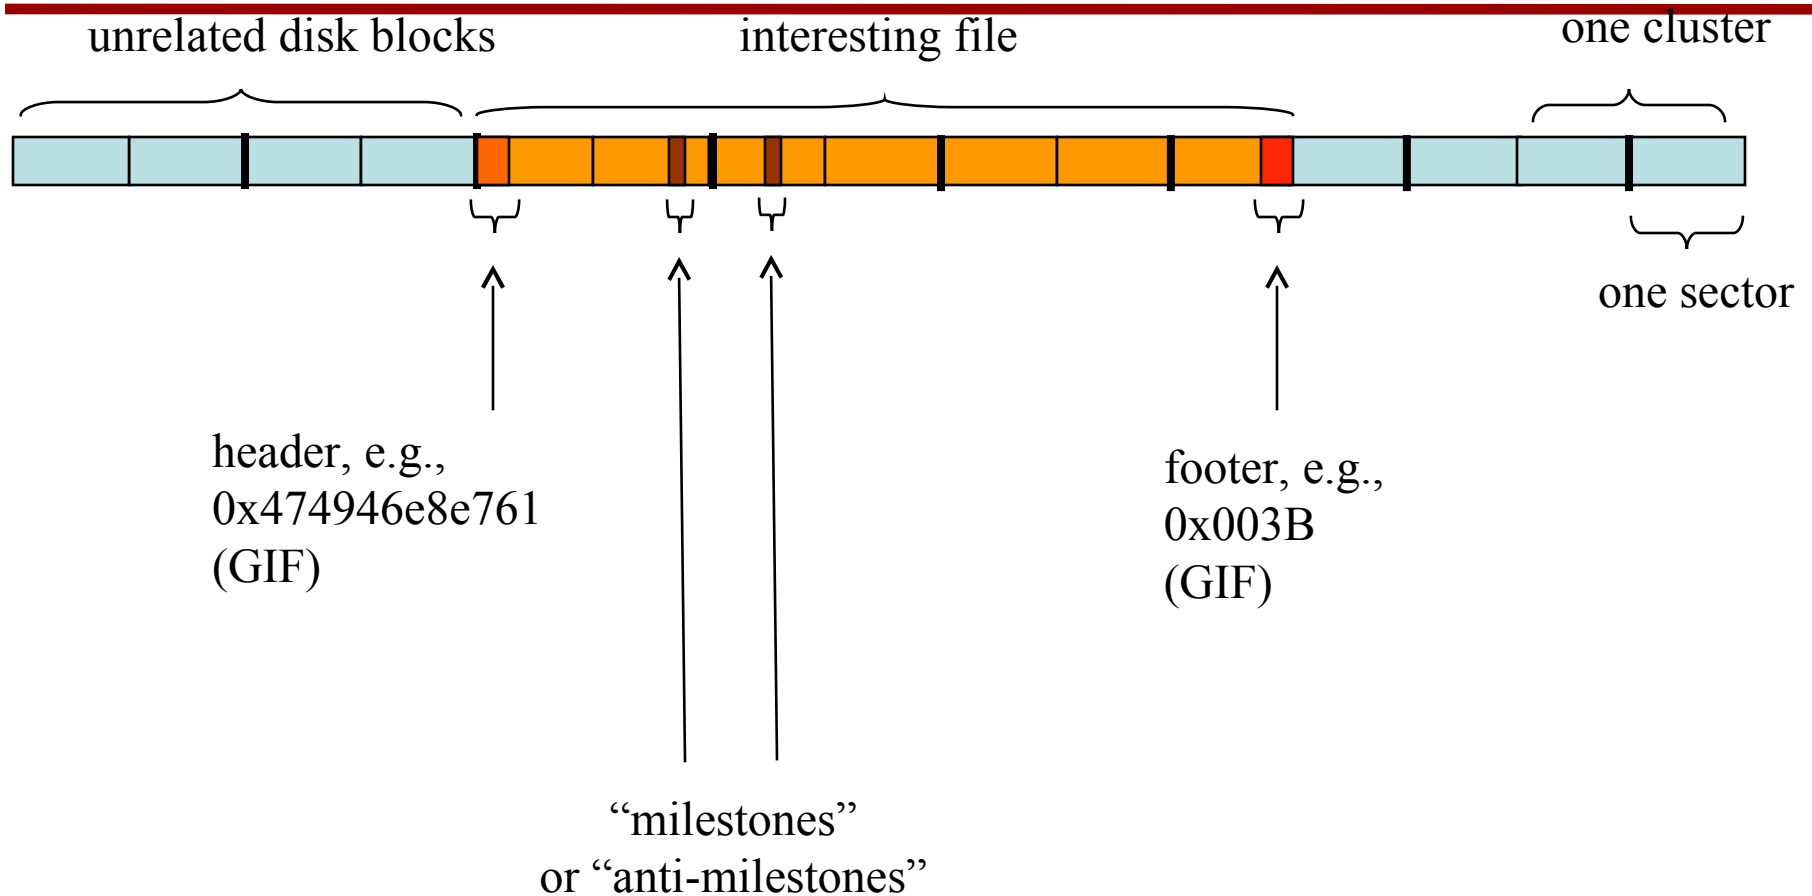 unrelated disk blocks
interesting file
one cluster
one sector
header, e.g.,
0x474946e8e761
(GIF)
footer, e.g.,
0x003B
(GIF)
“milestones”
or “anti-milestones”